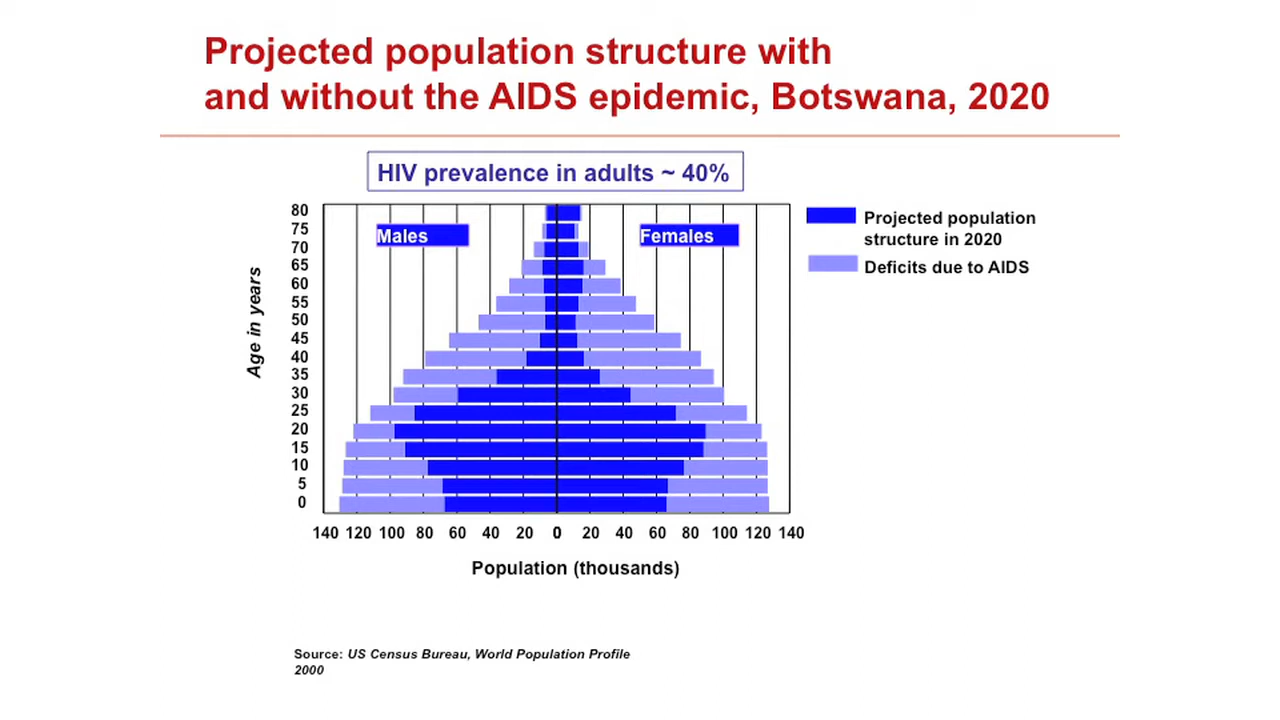 Projected population structure with
and without the AIDS epidemic, Botswana, 2020
HIV prevalence in adults ~ 40%
Males
Females
Projected population
structure in 2020
Deficits due to AIDS
Age in years
80
75
70
65
60
55
50
45
40
35
30
25
20
15
10
5
0
140 120 100 80 60 40 20 0 20 40 60 80 100 120 140
Population (thousands)
Source: US Census Bureau, World Population Profile
2000